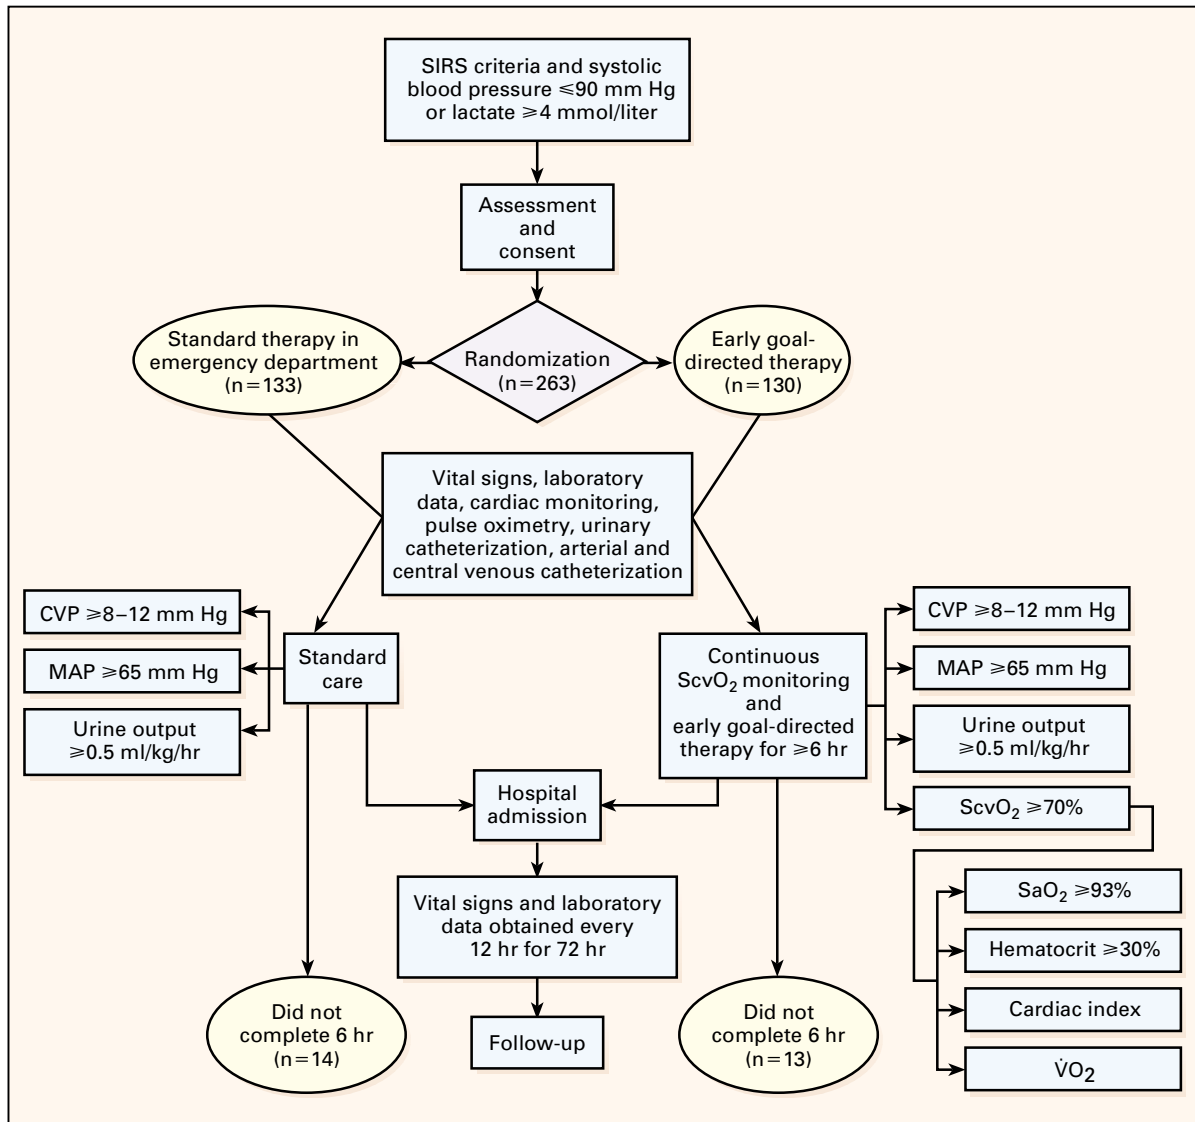 SIRS criteria and systolic
blood pressure ≤90 mm Hg
or lactate ≥4 mmol/liter
Assessment
and
consent
Standard therapy in
emergency department
(n=133)
Randomization
(n=263)
Early goal-
directed therapy
(n=130)
Vital signs, laboratory
data, cardiac monitoring,
pulse oximetry, urinary
catheterization, arterial and
central venous catheterization
CVP ≥8–12 mm Hg
MAP ≥65 mm Hg
Urine output
≥0.5 ml/kg/hr
Standard
care
Continuous
ScvO₂ monitoring
and
early goal-directed
therapy for ≥6 hr
CVP ≥8–12 mm Hg
MAP ≥65 mm Hg
Urine output
≥0.5 ml/kg/hr
ScvO₂ ≥70%
Hospital
admission
Vital signs and laboratory
data obtained every
12 hr for 72 hr
SaO₂ ≥93%
Hematocrit ≥30%
Cardiac index
V̇O₂
Did not
complete 6 hr
(n=14)
Follow-up
Did not
complete 6 hr
(n=13)